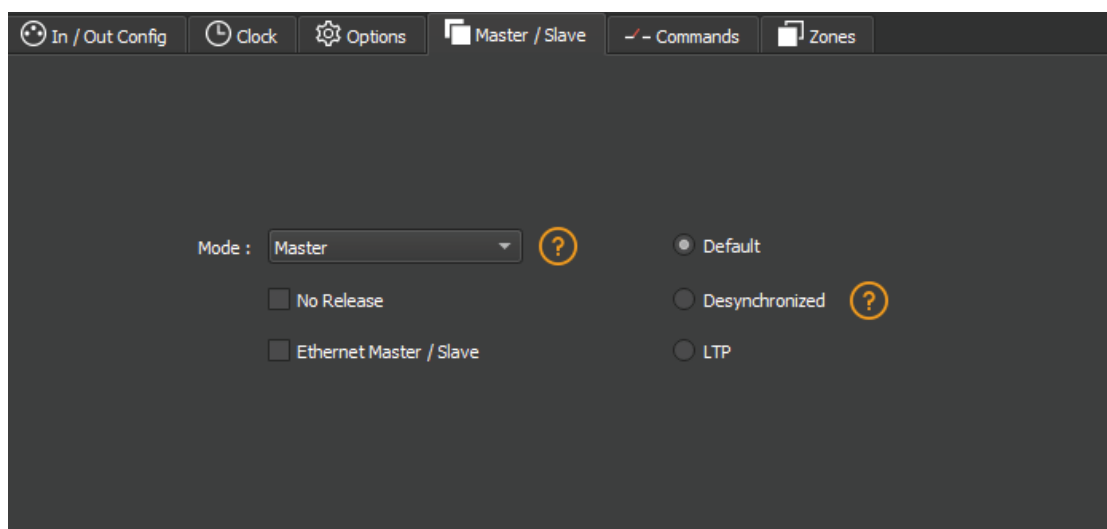 In / Out Config Clock Options Master / Slave Commands Zones
Mode : Master ? Default
No Release Desynchronized ?
Ethernet Master / Slave LTP